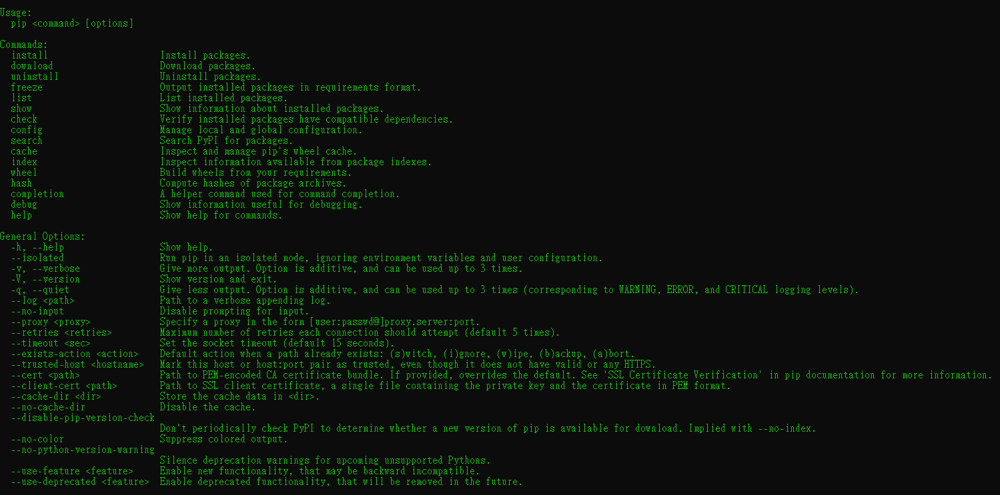 Usage:
  pip <command> [options]

Commands:
  install                     Install packages.
  download                    Download packages.
  uninstall                   Uninstall packages.
  freeze                      Output installed packages in requirements format.
  list                        List installed packages.
  show                        Show information about installed packages.
  check                       Verify installed packages have compatible dependencies.
  config                      Manage local and global configuration.
  search                      Search PyPI for packages.
  cache                       Inspect and manage pip's wheel cache.
  index                       Inspect information available from package indexes.
  wheel                       Build wheels from your requirements.
  hash                        Compute hashes of package archives.
  completion                  A helper command used for command completion.
  debug                       Show information useful for debugging.
  help                        Show help for commands.

General Options:
  -h, --help                  Show help.
  --isolated                  Run pip in an isolated mode, ignoring environment variables and user configuration.
  -v, --verbose               Give more output. Option is additive, and can be used up to 3 times.
  -V, --version               Show version and exit.
  -q, --quiet                 Give less output. Option is additive, and can be used up to 3 times (corresponding to WARNING, ERROR, and CRITICAL logging levels).
  --log <path>                Path to a verbose appending log.
  --no-input                  Disable prompting for input.
  --proxy <proxy>             Specify a proxy in the form [user:passwd@]proxy.server:port.
  --retries <retries>         Maximum number of retries each connection should attempt (default 5 times).
  --timeout <sec>             Set the socket timeout (default 15 seconds).
  --exists-action <action>    Default action when a path already exists: (s)witch, (i)gnore, (w)ipe, (b)ackup, (a)bort.
  --trusted-host <hostname>   Mark this host or host:port pair as trusted, even though it does not have valid or any HTTPS.
  --cert <path>               Path to PEM-encoded CA certificate bundle. If provided, overrides the default. See 'SSL Certificate Verification' in pip documentation for more information.
  --client-cert <path>        Path to SSL client certificate, a single file containing the private key and the certificate in PEM format.
  --cache-dir <dir>           Store the cache data in <dir>.
  --no-cache-dir              Disable the cache.
  --disable-pip-version-check
                              Don't periodically check PyPI to determine whether a new version of pip is available for download. Implied with --no-index.
  --no-color                  Suppress colored output.
  --no-python-version-warning
                              Silence deprecation warnings for upcoming unsupported Pythons.
  --use-feature <feature>     Enable new functionality, that may be backward incompatible.
  --use-deprecated <feature>  Enable deprecated functionality, that will be removed in the future.